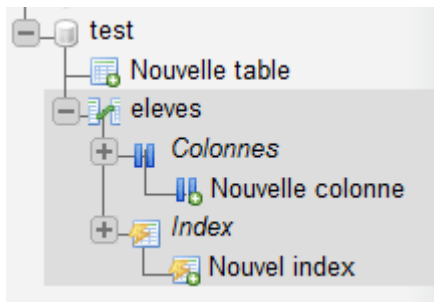 test
Nouvelle table
eleves
Colonnes
Nouvelle colonne
Index
Nouvel index